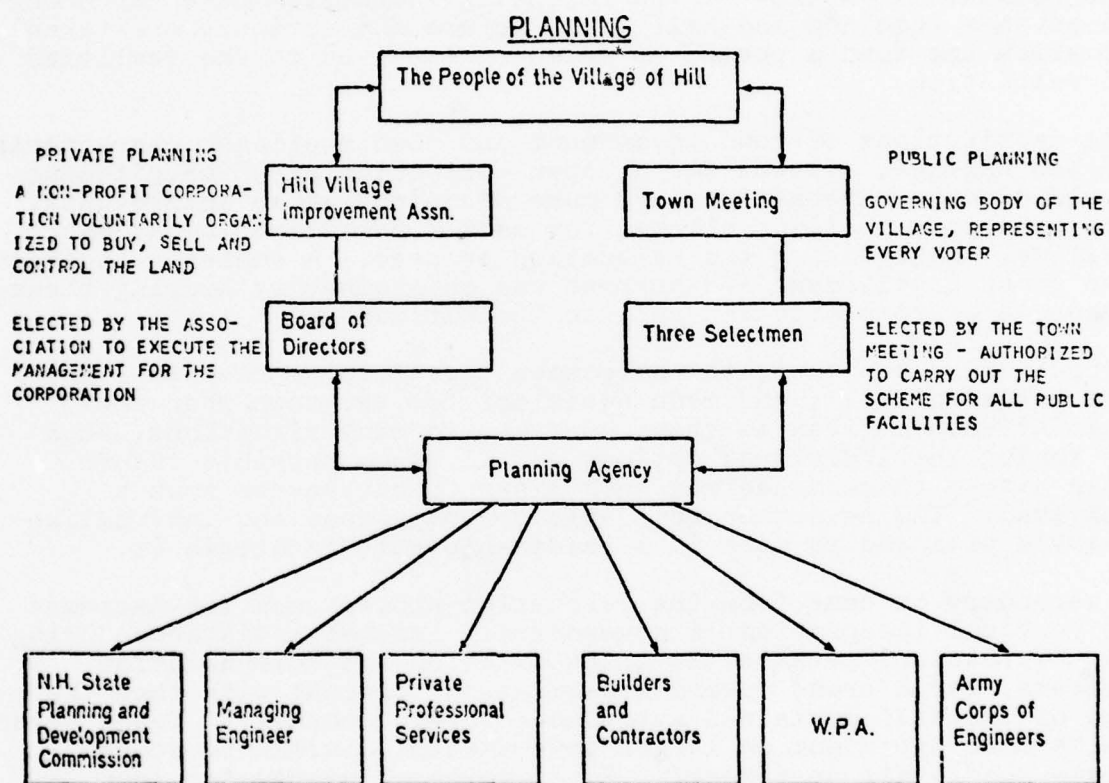 PLANNING
The People of the Village of Hill
PRIVATE PLANNING
A NON-PROFIT CORPORA-
TION VOLUNTARILY ORGAN-
IZED TO BUY, SELL AND
CONTROL THE LAND
Hill Village
Improvement Assn.
Town Meeting
PUBLIC PLANNING
GOVERNING BODY OF THE
VILLAGE, REPRESENTING
EVERY VOTER
ELECTED BY THE ASSO-
CIATION TO EXECUTE THE
MANAGEMENT FOR THE
CORPORATION
Board of
Directors
Three Selectmen
ELECTED BY THE TOWN
MEETING - AUTHORIZED
TO CARRY OUT THE
SCHEME FOR ALL PUBLIC
FACILITIES
Planning Agency
N.H. State
Planning and
Development
Commission
Managing
Engineer
Private
Professional
Services
Builders
and
Contractors
W.P.A.
Army
Corps of
Engineers